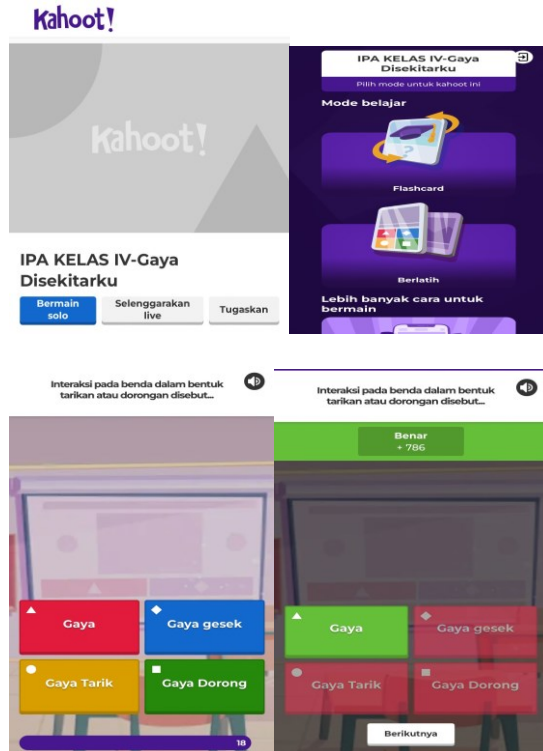 Kahoot!
Kahoot!
IPA KELAS IV-Gaya
Disekitarku
Bermain
solo
Selenggarakan
live
Tugaskan
IPA KELAS IV-Gaya
Disekitarku
Pilih mode untuk kahoot ini
Mode belajar
?
Flashcard
Berlatih
Lebih banyak cara untuk
bermain
Interaksi pada benda dalam bentuk
tarikan atau dorongan disebut...
Gaya
Gaya gesek
Gaya Tarik
Gaya Dorong
18
Interaksi pada benda dalam bentuk
tarikan atau dorongan disebut...
Benar
+ 786
Gaya
Gaya gesek
Gaya Tarik
Gaya Dorong
Berikutnya